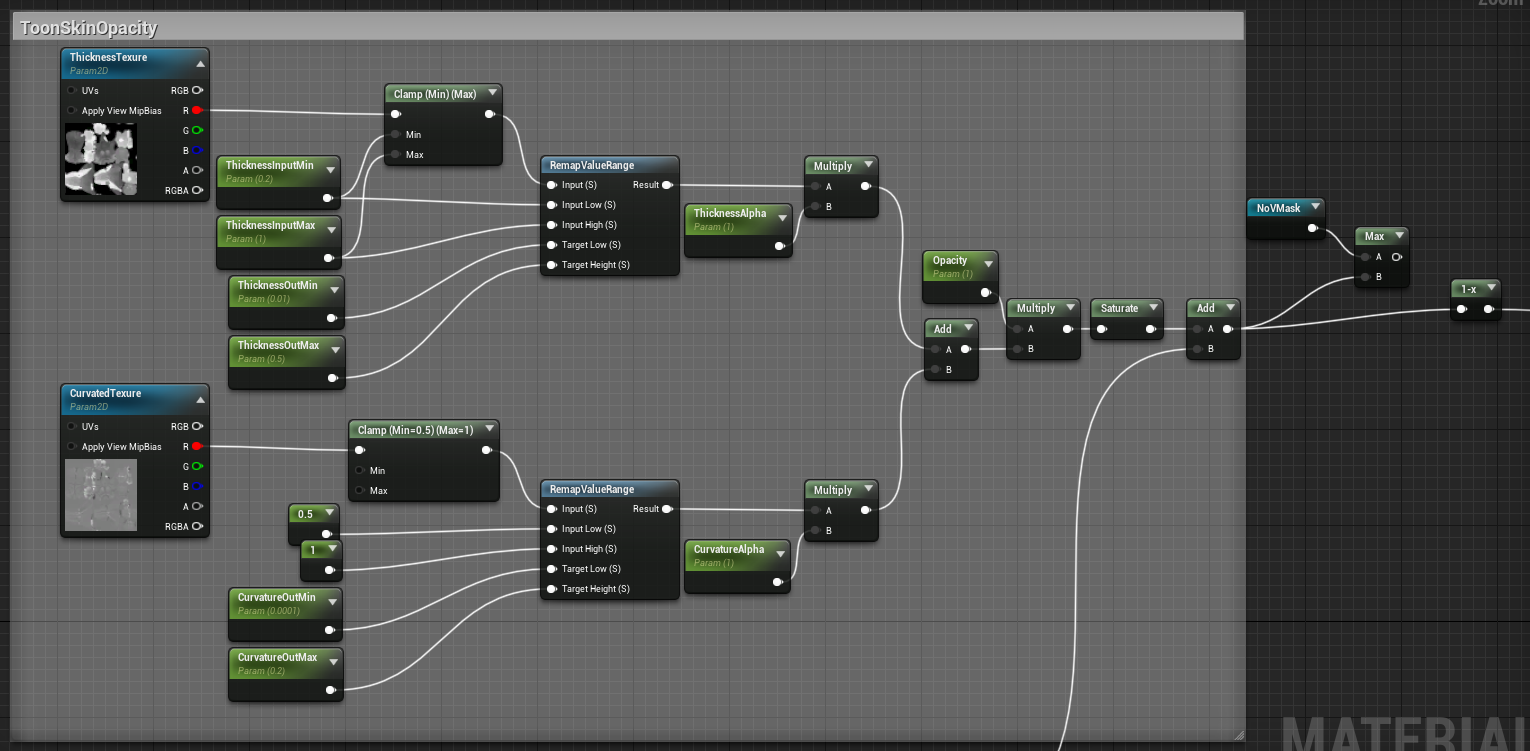 ToonSkinOpacity
ThicknessTexure
Param2D
UVs
RGB
Apply View MipBias
R
G
B
A
RGBA
Clamp (Min) (Max)
Min
Max
ThicknessInputMin
Param (0.2)
ThicknessInputMax
Param (1)
ThicknessOutMin
Param (0.01)
ThicknessOutMax
Param (0.5)
RemapValueRange
Input (S)
Result
Input Low (S)
Input High (S)
Target Low (S)
Target Height (S)
ThicknessAlpha
Param (1)
Multiply
A
B
CurvatedTexure
Param2D
UVs
RGB
Apply View MipBias
R
G
B
A
RGBA
Clamp (Min=0.5) (Max=1)
Min
Max
0.5
1
CurvatureOutMin
Param (0.0001)
CurvatureOutMax
Param (0.2)
RemapValueRange
Input (S)
Result
Input Low (S)
Input High (S)
Target Low (S)
Target Height (S)
CurvatureAlpha
Param (1)
Multiply
A
B
Opacity
Param (1)
Add
A
B
Multiply
A
B
Saturate
Add
A
B
NoVMask
Max
A
B
1-x
MATERIAL